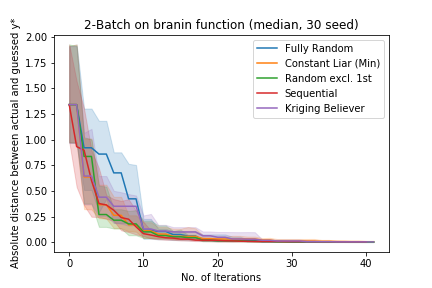 2-Batch on branin function (median, 30 seed)
Absolute distance between actual and guessed y*
2.00
1.75
1.50
1.25
1.00
0.75
0.50
0.25
0.00
Fully Random
Constant Liar (Min)
Random excl. 1st
Sequential
Kriging Believer
0 10 20 30 40
No. of Iterations